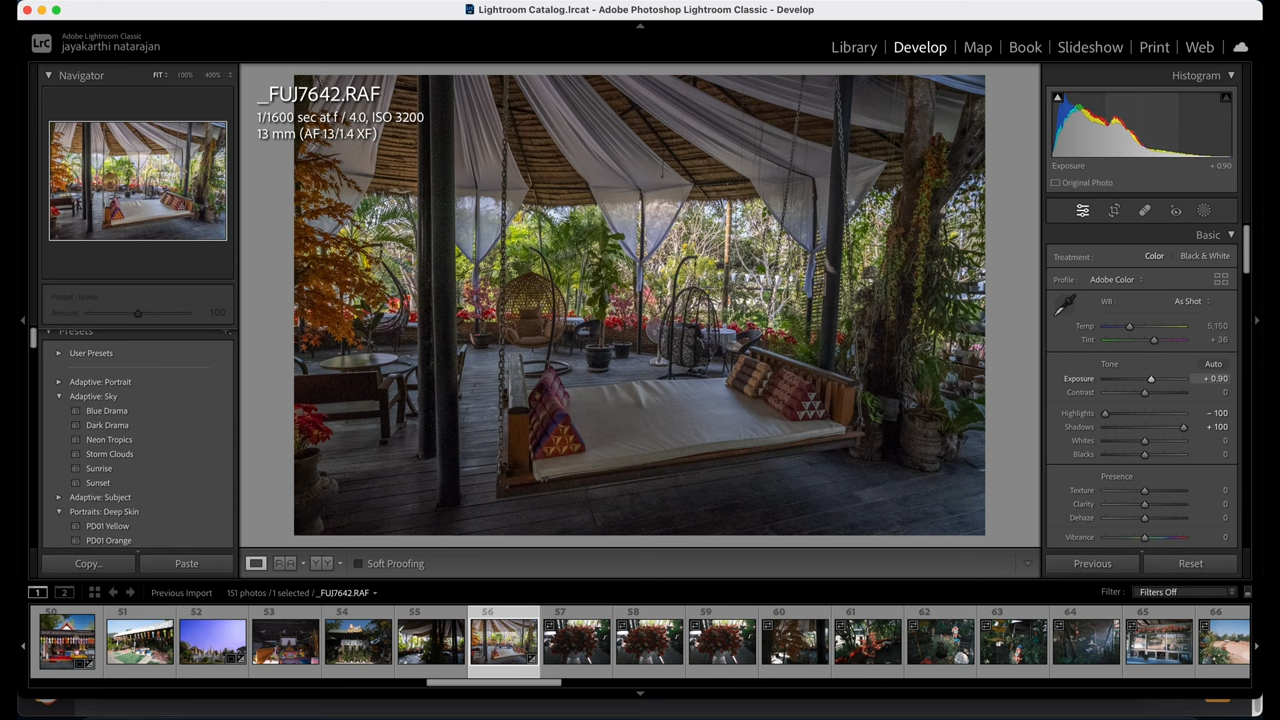 Lightroom Catalog.lrcat - Adobe Photoshop Lightroom Classic - Develop
LrC
Adobe Lightroom Classic
jayakarthi natarajan
Library | Develop | Map | Book | Slideshow | Print | Web
Navigator
FIT 100% 400%
Preset : None
Amount 100
Presets
User Presets
Adaptive: Portrait
Adaptive: Sky
Blue Drama
Dark Drama
Neon Tropics
Storm Clouds
Sunrise
Sunset
Adaptive: Subject
Portraits: Deep Skin
PD01 Yellow
PD01 Orange
Copy... Paste
_FUJ7642.RAF
1/1600 sec at f / 4.0, ISO 3200
13 mm (AF 13/1.4 XF)
Histogram
Exposure + 0.90
Original Photo
Basic
Treatment : Color Black & White
Profile : Adobe Color
WB : As Shot
Temp 5,150
Tint + 36
Tone Auto
Exposure + 0.90
Contrast 0
Highlights – 100
Shadows + 100
Whites 0
Blacks 0
Presence
Texture 0
Clarity 0
Dehaze 0
Vibrance 0
Previous Reset
R A Y Y Soft Proofing
1 2 Previous Import 151 photos / 1 selected / _FUJ7642.RAF Filter : Filters Off
50 51 52 53 54 55 56 57 58 59 60 61 62 63 64 65 66